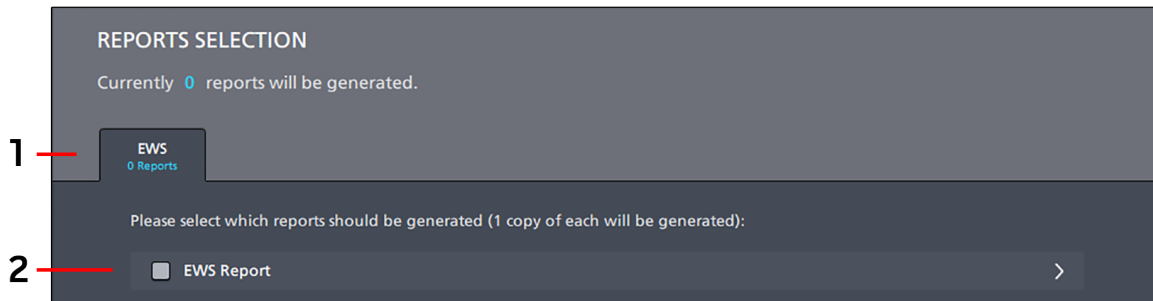 REPORTS SELECTION
Currently 0 reports will be generated.
1
EWS
0 Reports
Please select which reports should be generated (1 copy of each will be generated):
2
EWS Report